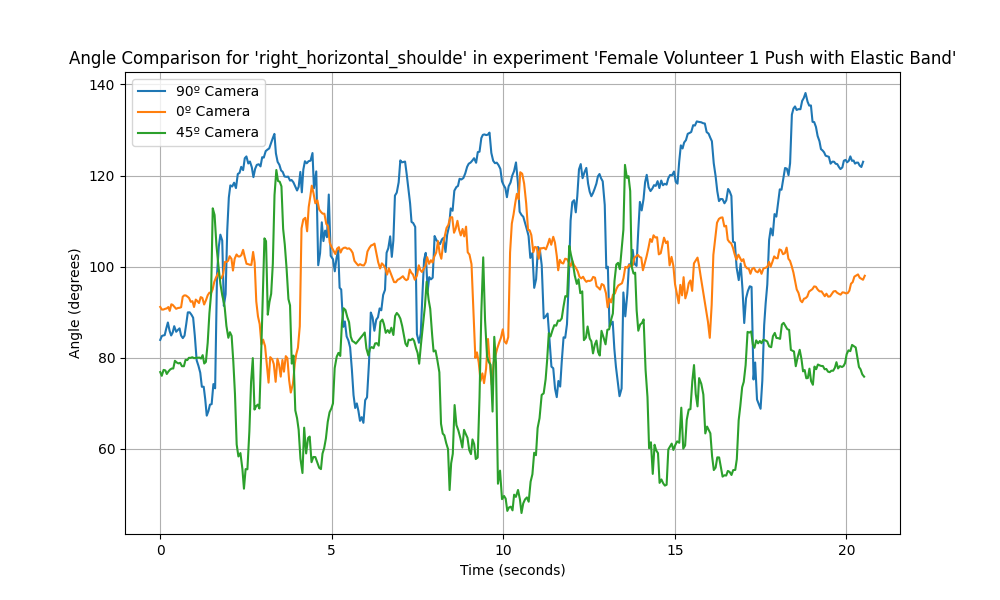 Angle Comparison for 'right_horizontal_shoulde' in experiment 'Female Volunteer 1 Push with Elastic Band'
90º Camera
0º Camera
45º Camera
Angle (degrees)
140
120
100
80
60
0 5 10 15 20
Time (seconds)